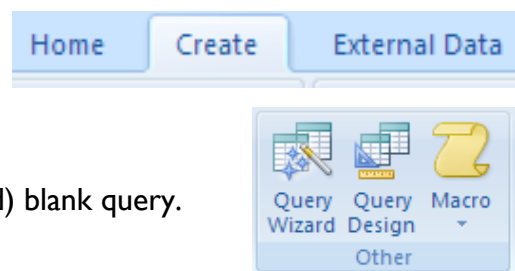 Home Create External Data
) blank query.
Query Wizard
Query Design
Macro
Other